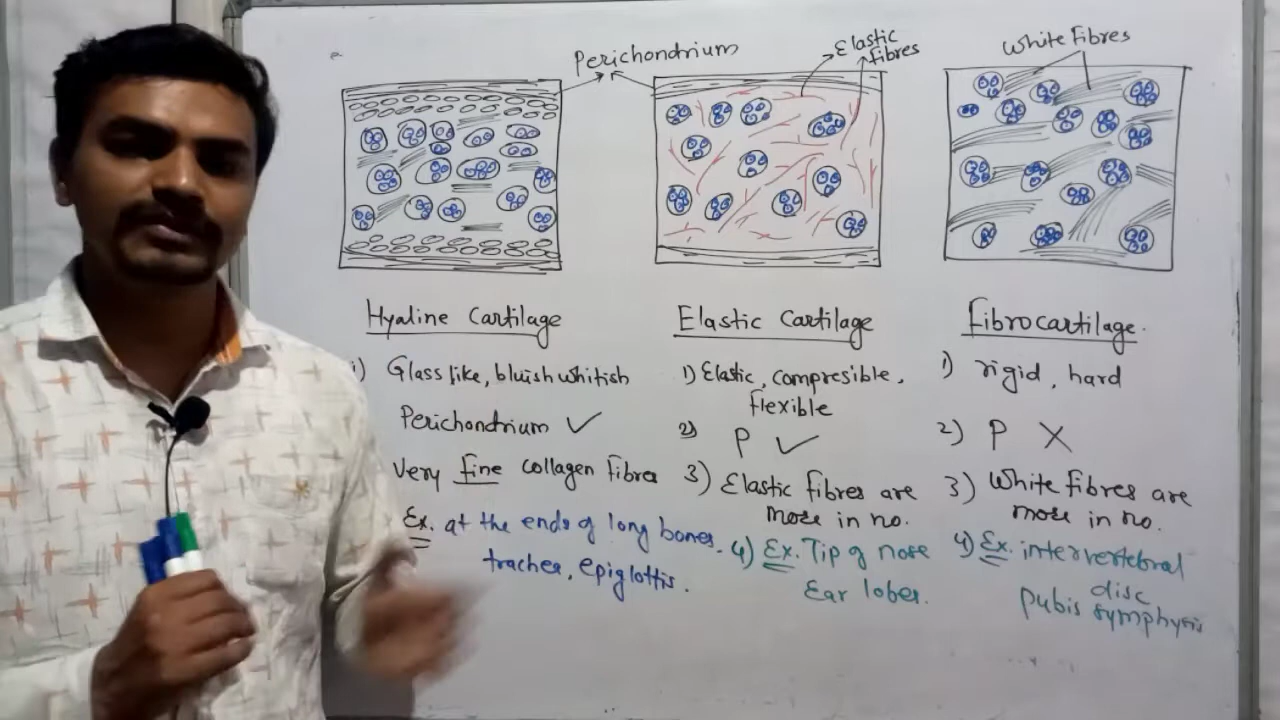 Perichondrium
Elastic
fibres
White Fibres
Hyaline Cartilage
1) Glass like, bluish whitish
Perichondrium ✓
Very fine collagen fibres
Ex. at the ends of long bones.
trachea, epiglottis.
Elastic Cartilage
1) Elastic, compresible,
flexible
2) P ✓
3) Elastic fibres are
more in no.
4) Ex. Tip of nose
Ear lobes.
Fibrocartilage.
1) rigid, hard
2) P X
3) White fibres are
more in no.
4) Ex. intervertebral
disc
Pubis symphysis